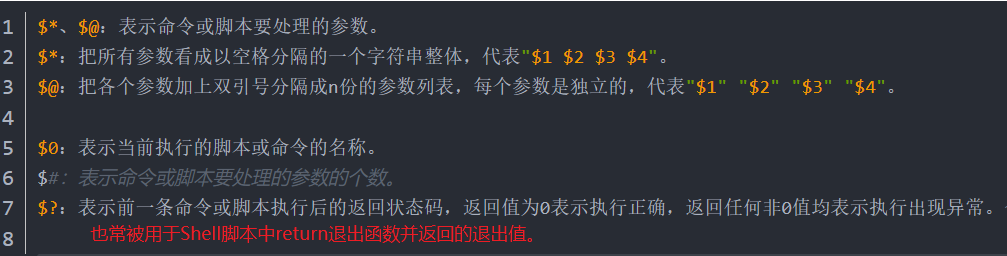 1 $*、$@：表示命令或脚本要处理的参数。
2 $*：把所有参数看成以空格分隔的一个字符串整体，代表"$1 $2 $3 $4"。
3 $@：把各个参数加上双引号分隔成n份的参数列表，每个参数是独立的，代表"$1" "$2" "$3" "$4"。
4
5 $0：表示当前执行的脚本或命令的名称。
6 $#：表示命令或脚本要处理的参数的个数。
7 $?：表示前一条命令或脚本执行后的返回状态码，返回值为0表示执行正确，返回任何非0值均表示执行出现异常。
8 也常被用于Shell脚本中return退出函数并返回的退出值。